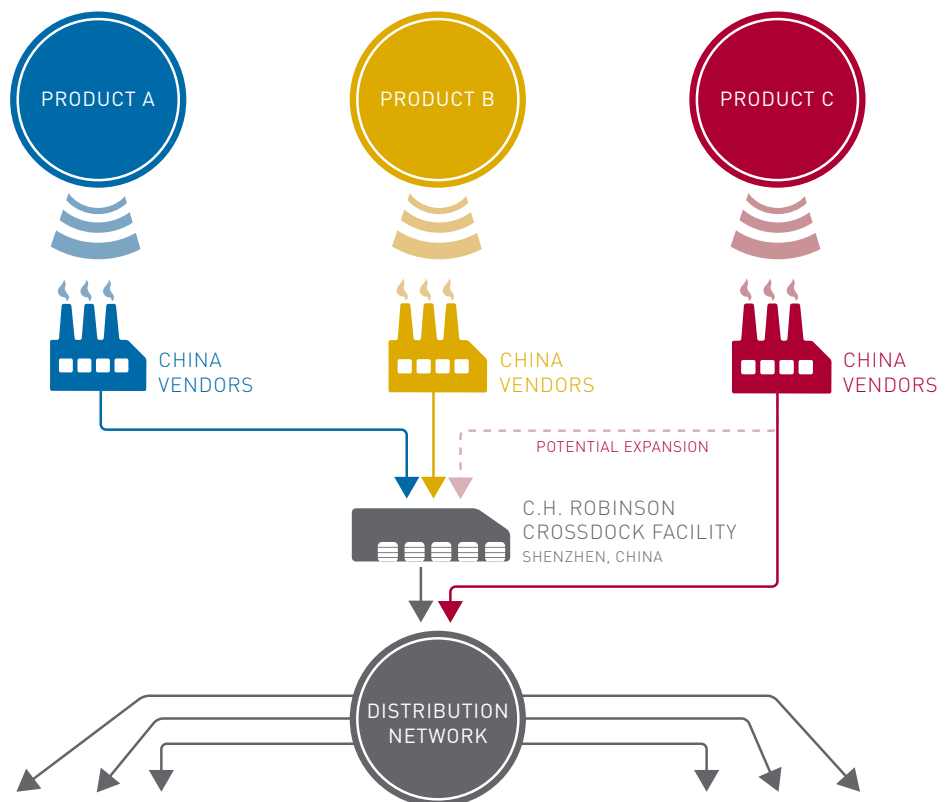 PRODUCT A
PRODUCT B
PRODUCT C
CHINA
VENDORS
CHINA
VENDORS
CHINA
VENDORS
POTENTIAL EXPANSION
C.H. ROBINSON
CROSSDOCK FACILITY
SHENZHEN, CHINA
DISTRIBUTION
NETWORK